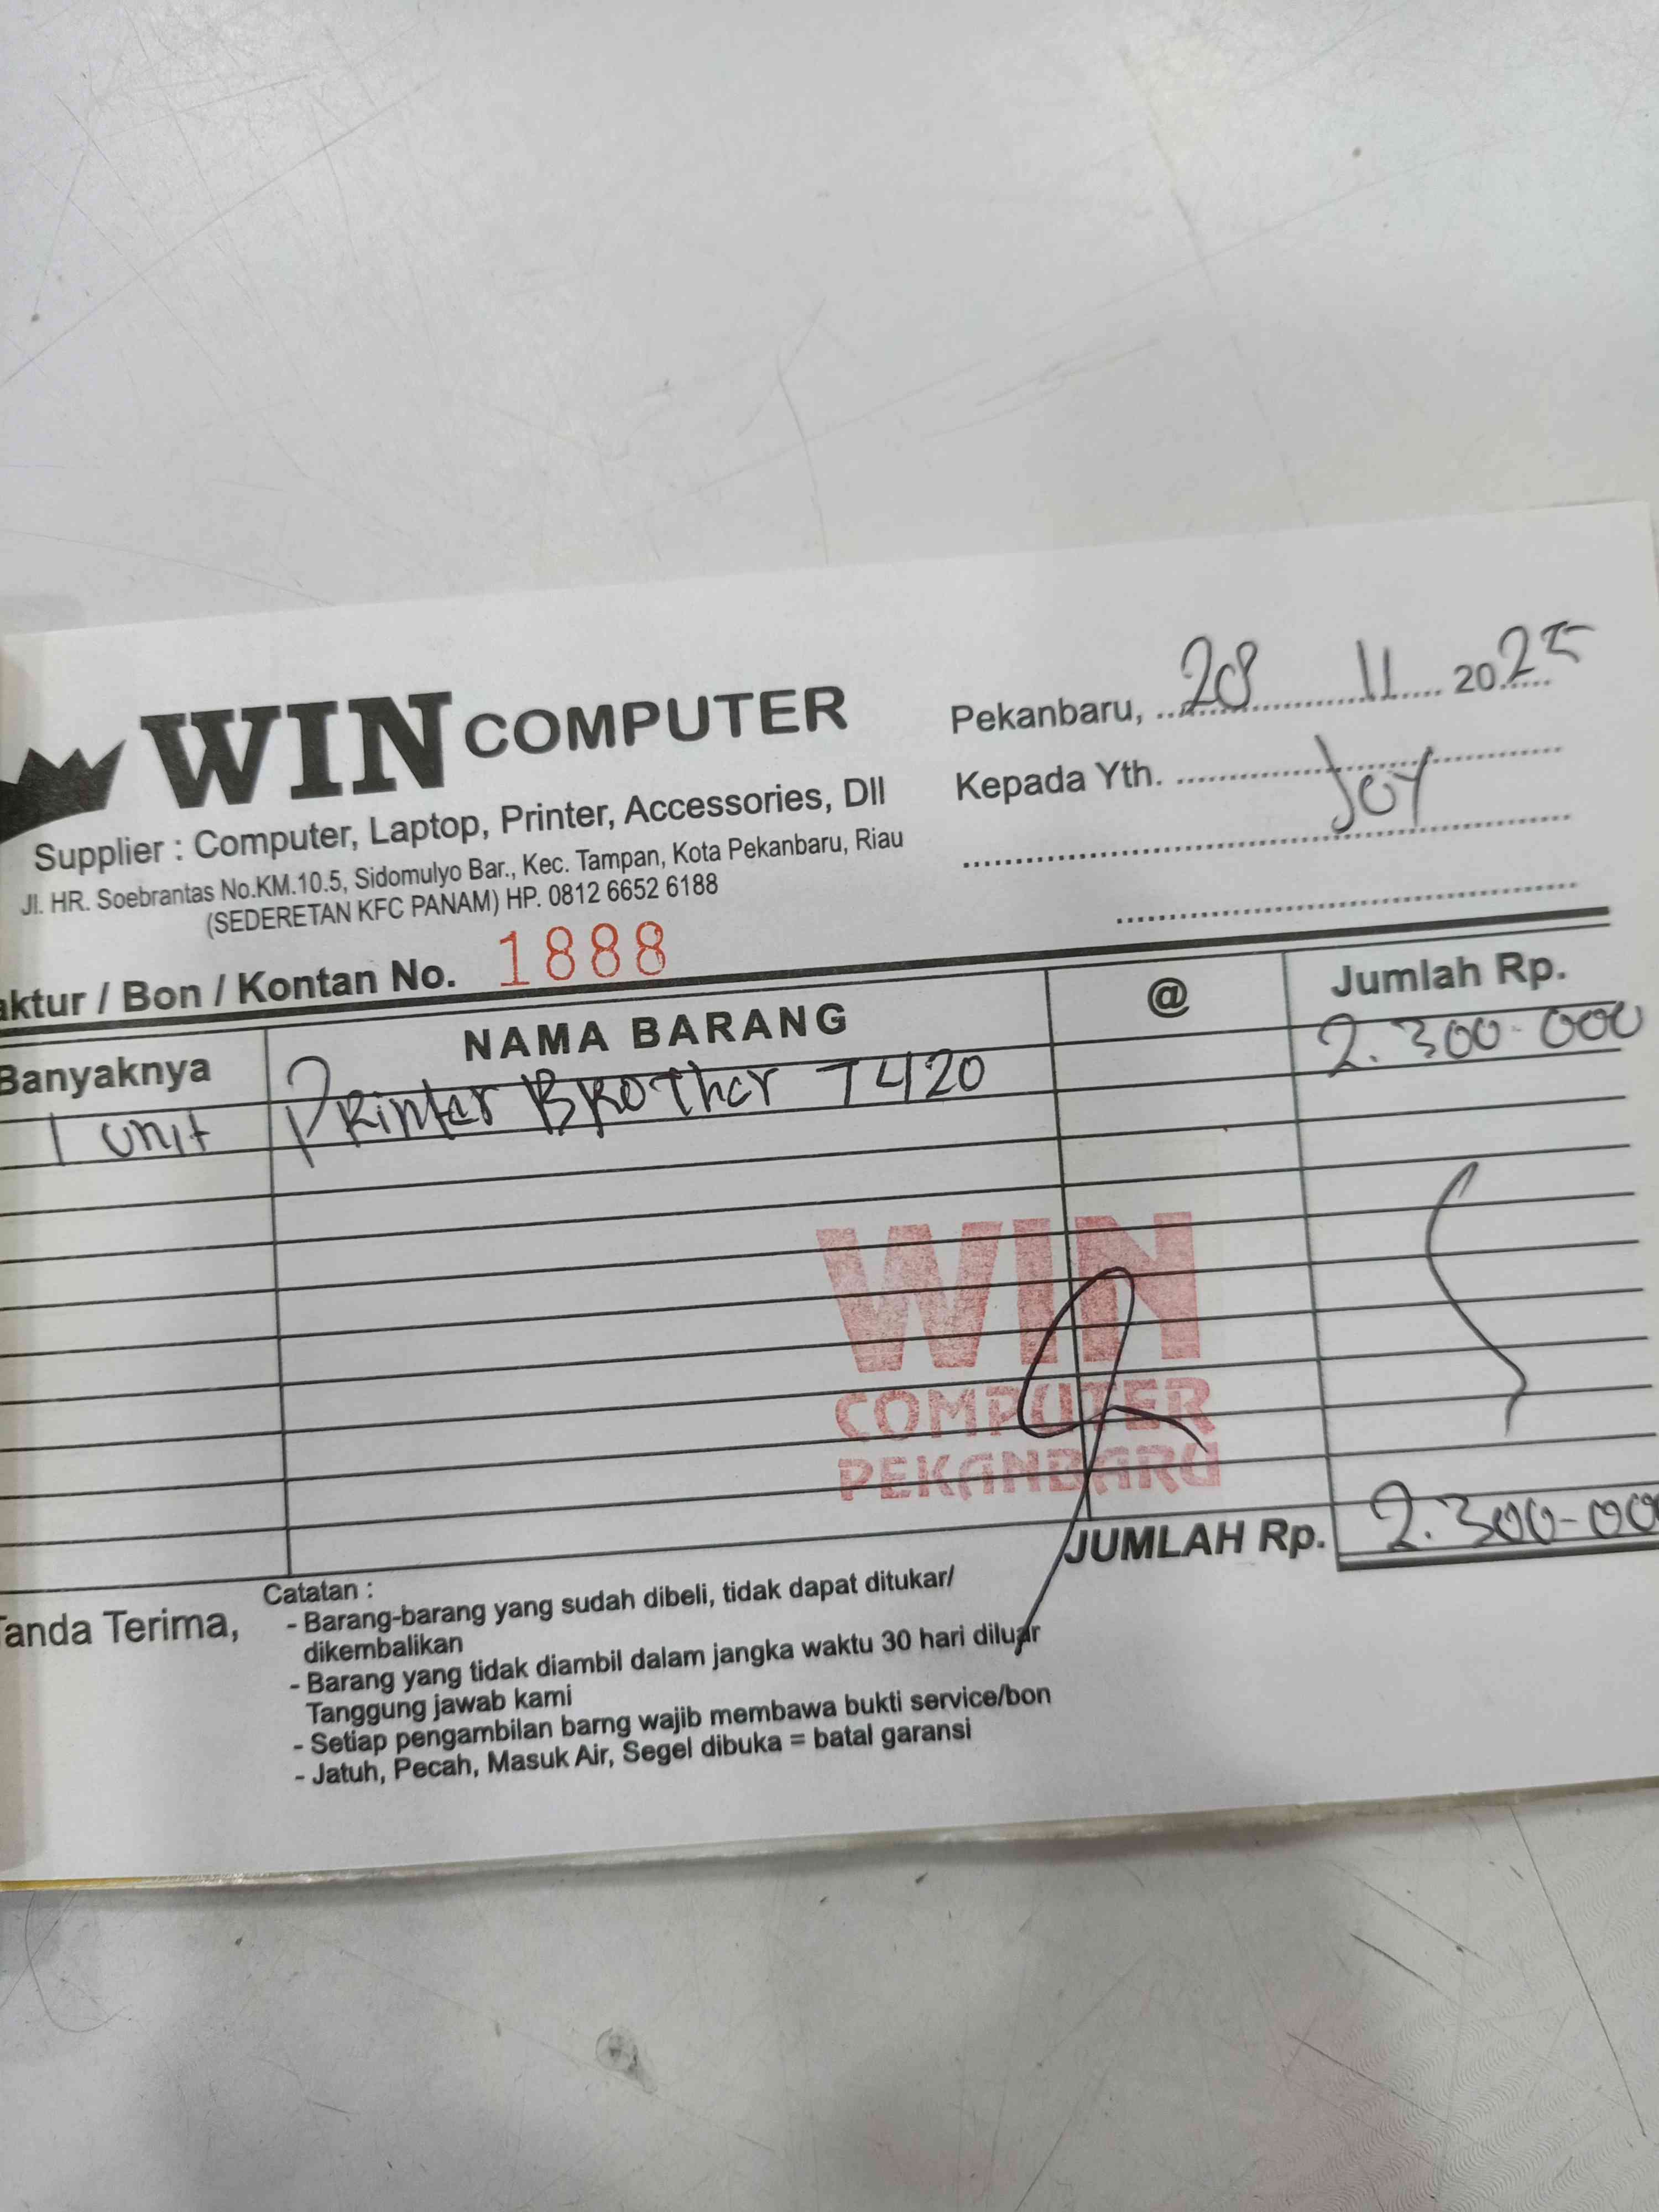 WIN COMPUTER
Supplier : Computer, Laptop, Printer, Accessories, Dll
Jl. HR. Soebrantas No.KM.10.5, Sidomulyo Bar., Kec. Tampan, Kota Pekanbaru, Riau
(SEDERETAN KFC PANAM) HP. 0812 6652 6188
Pekanbaru, 28 11 2025
Kepada Yth. Joy
aktur / Bon / Kontan No. 1888
Banyaknya NAMA BARANG @ Jumlah Rp.
1 unit Printer Brother T420 2.300-000
WIN
COMPUTER
PEKANBARU
JUMLAH Rp. 2.300-00
Tanda Terima,
Catatan :
- Barang-barang yang sudah dibeli, tidak dapat ditukar/
dikembalikan
- Barang yang tidak diambil dalam jangka waktu 30 hari diluar
Tanggung jawab kami
- Setiap pengambilan barng wajib membawa bukti service/bon
- Jatuh, Pecah, Masuk Air, Segel dibuka = batal garansi